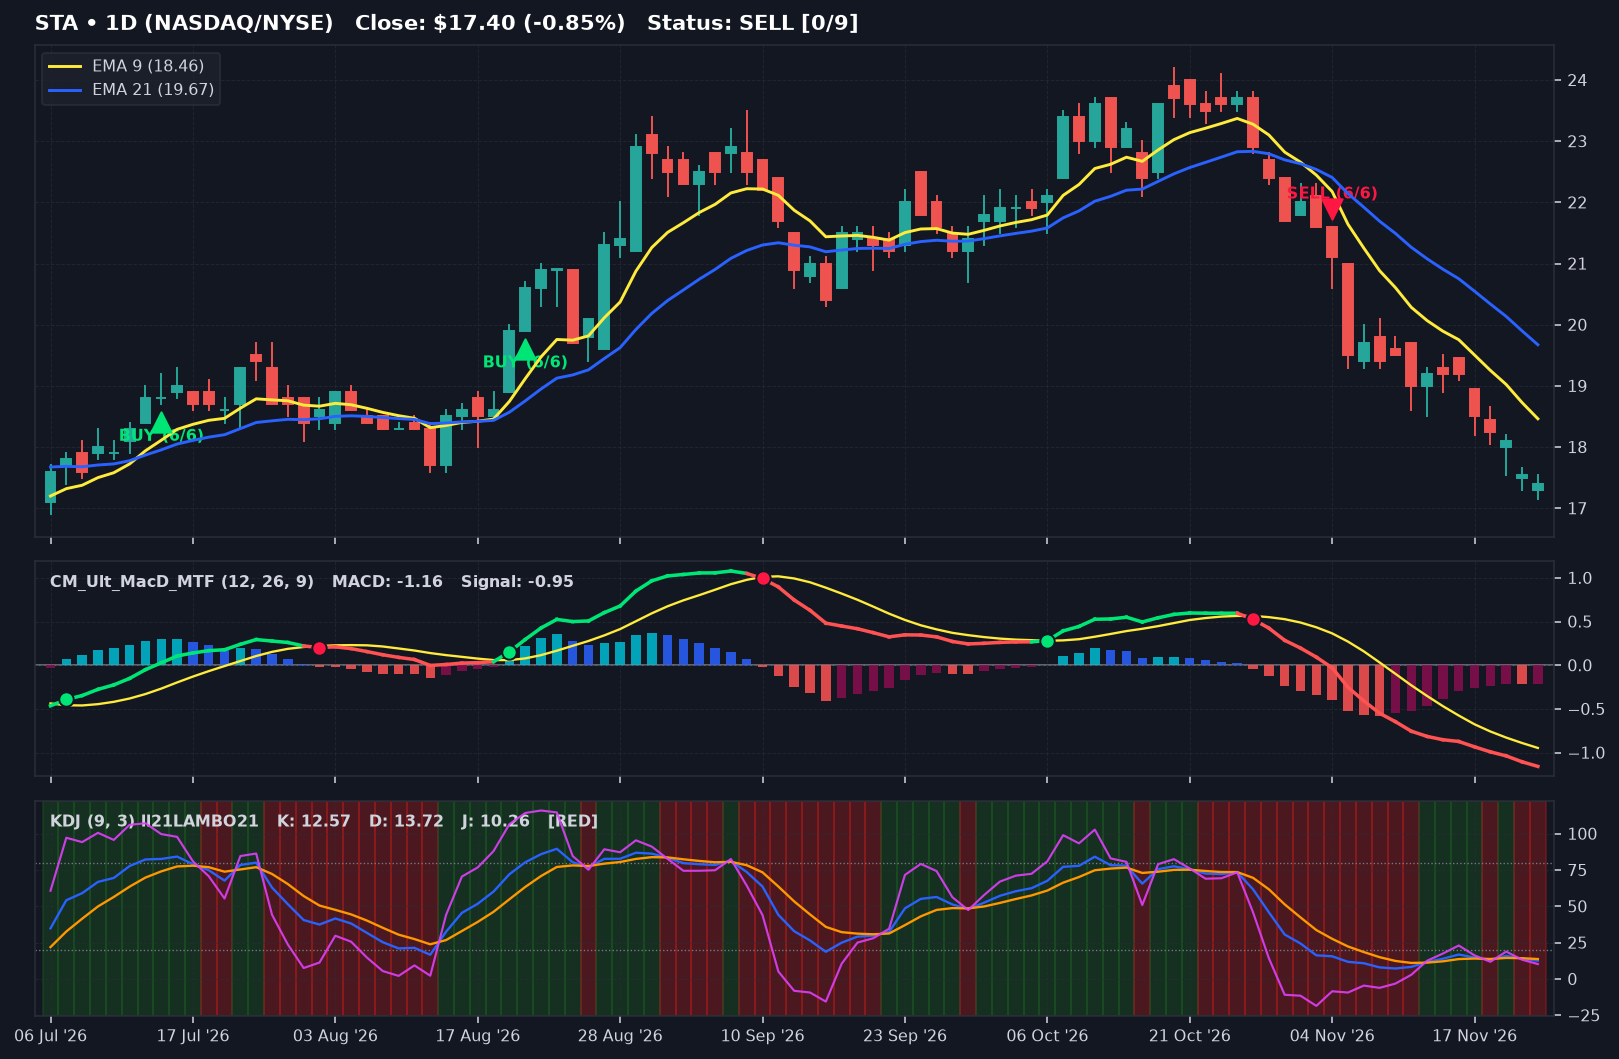 STA • 1D (NASDAQ/NYSE)   Close: $17.40 (-0.85%)   Status: SELL [0/9]
EMA 9 (18.46)
EMA 21 (19.67)
24
23
22
21
20
19
18
17
BUY (6/6)
BUY (6/6)
SELL (6/6)
CM_Ult_MacD_MTF (12, 26, 9)   MACD: -1.16   Signal: -0.95
1.0
0.5
0.0
−0.5
−1.0
KDJ (9, 3) II21LAMBO21   K: 12.57   D: 13.72   J: 10.26   [RED]
100
75
50
25
0
−25
06 Jul '26
17 Jul '26
03 Aug '26
17 Aug '26
28 Aug '26
10 Sep '26
23 Sep '26
06 Oct '26
21 Oct '26
04 Nov '26
17 Nov '26